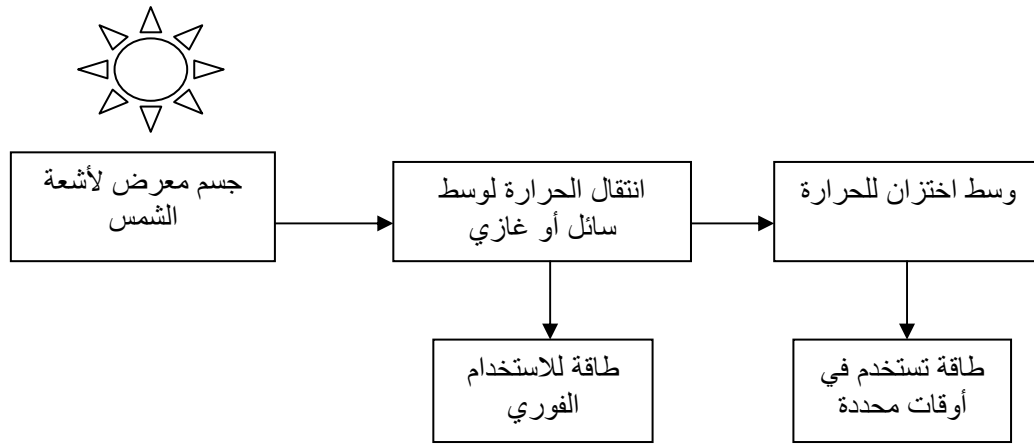 جسم معرض لأشعة
الشمس
انتقال الحرارة لوسط
سائل أو غازي
وسط اختزان للحرارة
طاقة للاستخدام
الفوري
طاقة تستخدم في
أوقات محددة